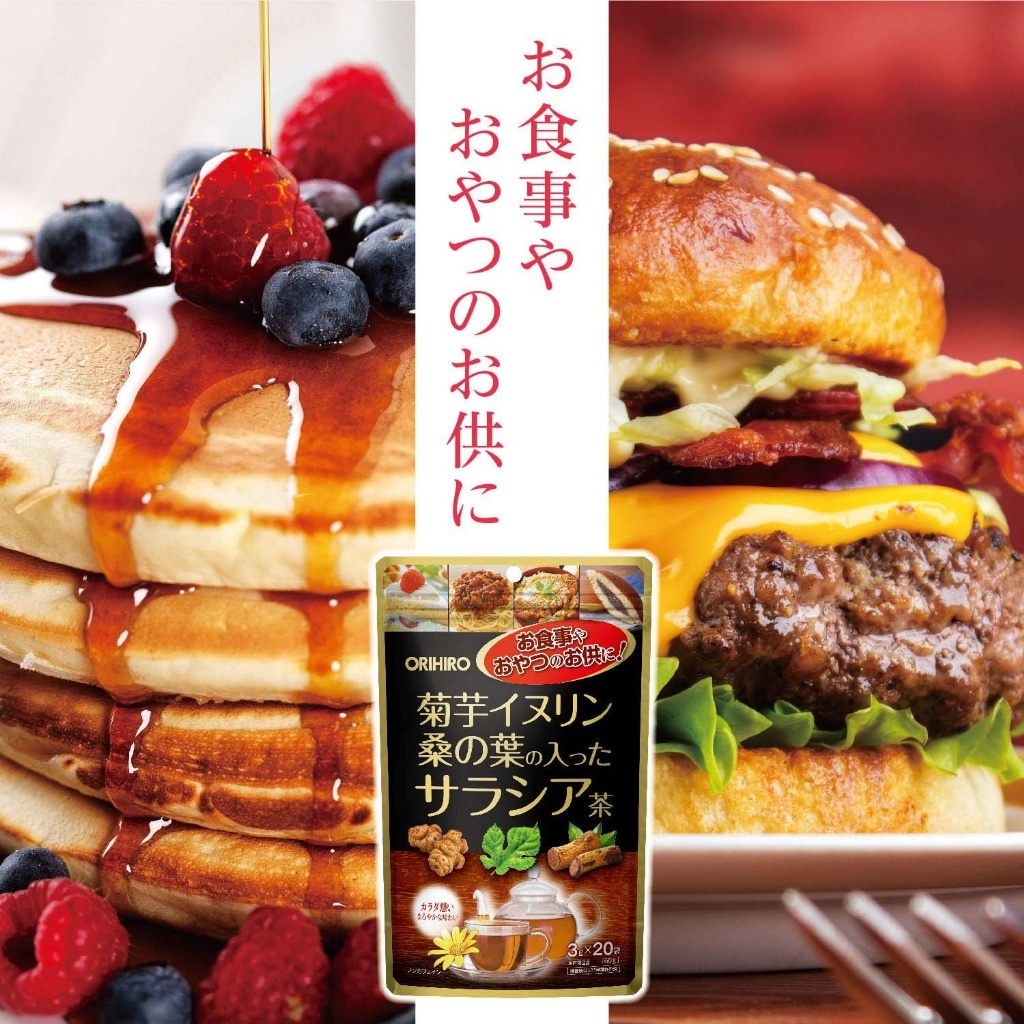 お食事や
おやつのお供に
お食事や
おやつのお供に!
ORIHIRO
菊芋イヌリン
桑の葉の入った
サラシア茶
カラダ想い
まろやかな味わい
3g×20袋
ノンカフェイン